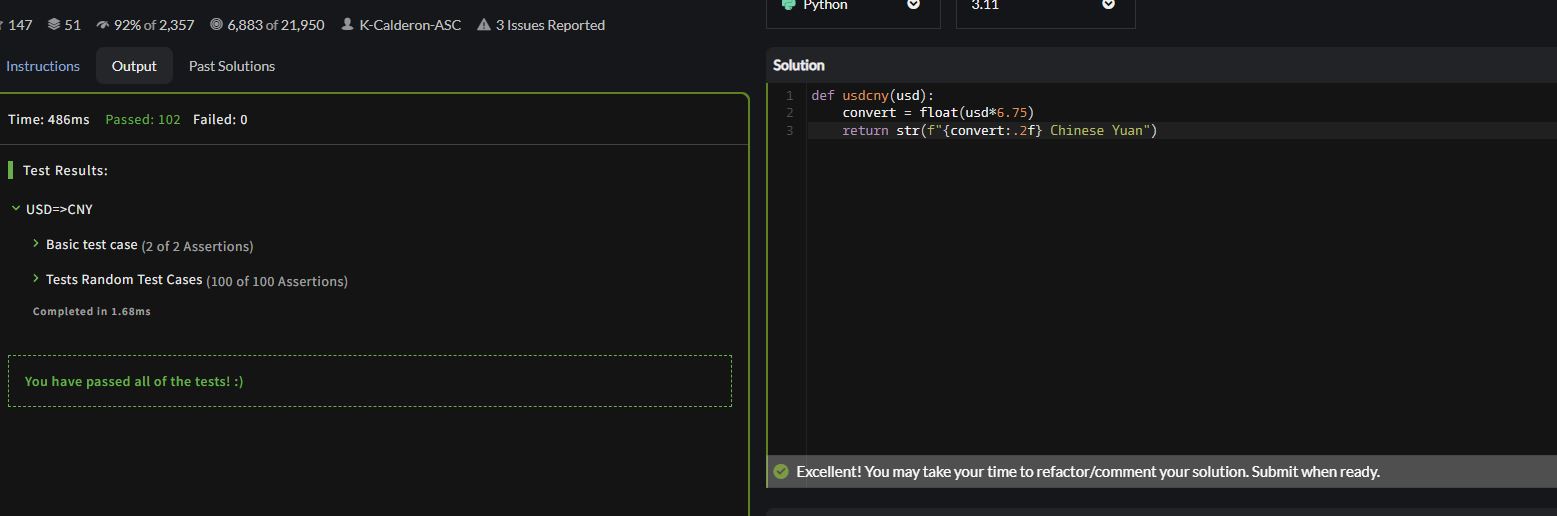 147 51 92% of 2,357 6,883 of 21,950 K-Calderon-ASC 3 Issues Reported
Python 3.11
Instructions Output Past Solutions
Time: 486ms Passed: 102 Failed: 0
Test Results:
USD=>CNY
Basic test case (2 of 2 Assertions)
Tests Random Test Cases (100 of 100 Assertions)
Completed in 1.68ms
You have passed all of the tests! :)
Solution
1 def usdcny(usd):
2     convert = float(usd*6.75)
3     return str(f"{convert:.2f} Chinese Yuan")
Excellent! You may take your time to refactor/comment your solution. Submit when ready.